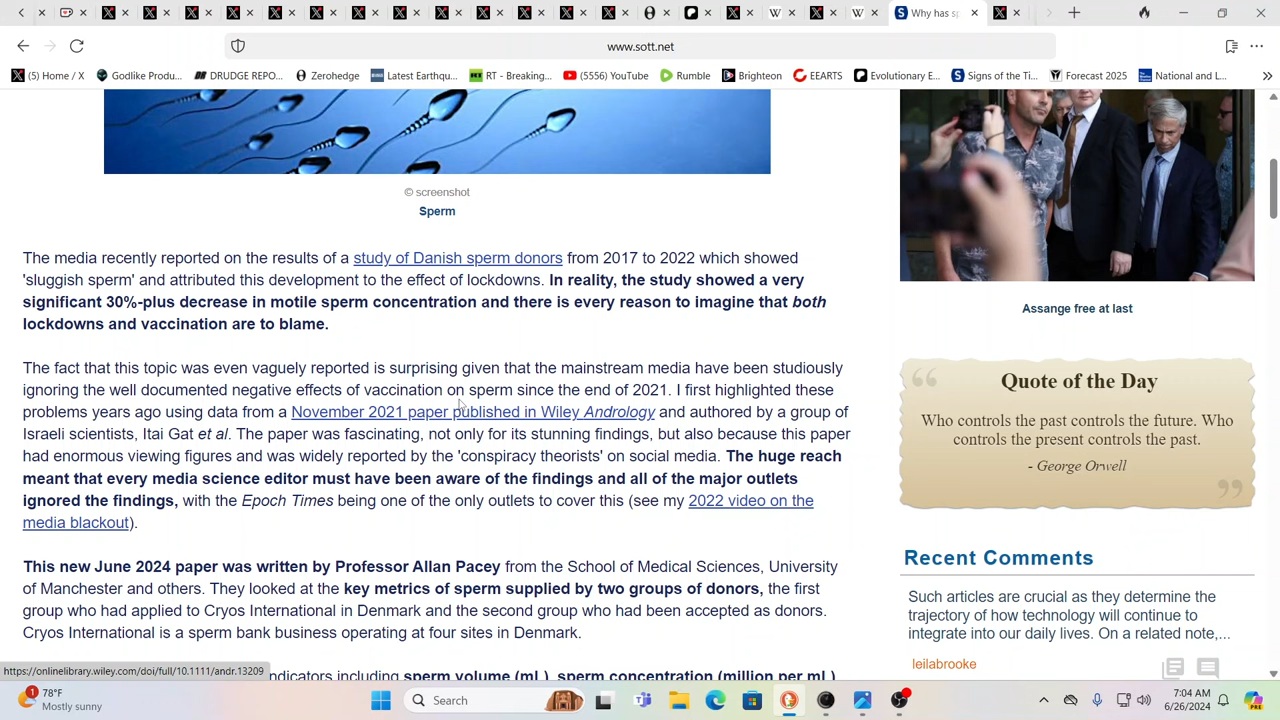 Why has sp
www.sott.net
(5) Home / X
Godlike Produ...
DRUDGE REPO...
Zerohedge
Latest Earthqu...
RT - Breaking...
(5556) YouTube
Rumble
Brighteon
EEARTS
Evolutionary E...
Signs of the Ti...
Forecast 2025
National and L...
© screenshot
Sperm
The media recently reported on the results of a study of Danish sperm donors from 2017 to 2022 which showed
'sluggish sperm' and attributed this development to the effect of lockdowns. In reality, the study showed a very
significant 30%-plus decrease in motile sperm concentration and there is every reason to imagine that both
lockdowns and vaccination are to blame.
The fact that this topic was even vaguely reported is surprising given that the mainstream media have been studiously
ignoring the well documented negative effects of vaccination on sperm since the end of 2021. I first highlighted these
problems years ago using data from a November 2021 paper published in Wiley Andrology and authored by a group of
Israeli scientists, Itai Gat et al. The paper was fascinating, not only for its stunning findings, but also because this paper
had enormous viewing figures and was widely reported by the 'conspiracy theorists' on social media. The huge reach
meant that every media science editor must have been aware of the findings and all of the major outlets
ignored the findings, with the Epoch Times being one of the only outlets to cover this (see my 2022 video on the
media blackout).
This new June 2024 paper was written by Professor Allan Pacey from the School of Medical Sciences, University
of Manchester and others. They looked at the key metrics of sperm supplied by two groups of donors, the first
group who had applied to Cryos International in Denmark and the second group who had been accepted as donors.
Cryos International is a sperm bank business operating at four sites in Denmark.
indicators including sperm volume (mL), sperm concentration (million per mL)
https://onlinelibrary.wiley.com/doi/full/10.1111/andr.13209
Assange free at last
Quote of the Day
Who controls the past controls the future. Who
controls the present controls the past.
- George Orwell
Recent Comments
Such articles are crucial as they determine the
trajectory of how technology will continue to
integrate into our daily lives. On a related note,...
leilabrooke
1
78°F
Mostly sunny
Search
7:04 AM
6/26/2024
PRE